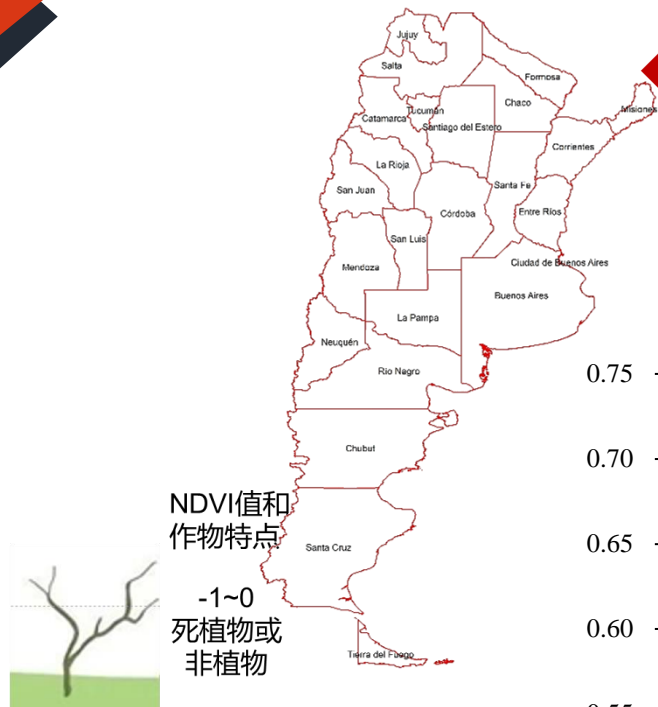 Jujuy
Salta
Formosa
Chaco
Misiones
Tucumán
Catamarca
Santiago del Estero
Corrientes
La Rioja
San Juan
Santa Fe
Córdoba
Entre Ríos
San Luis
Ciudad de Buenos Aires
Mendoza
Buenos Aires
La Pampa
Neuquén
Río Negro
Chubut
Santa Cruz
Tierra del Fuego
NDVI值和
作物特点
-1~0
死植物或
非植物
0.75
0.70
0.65
0.60